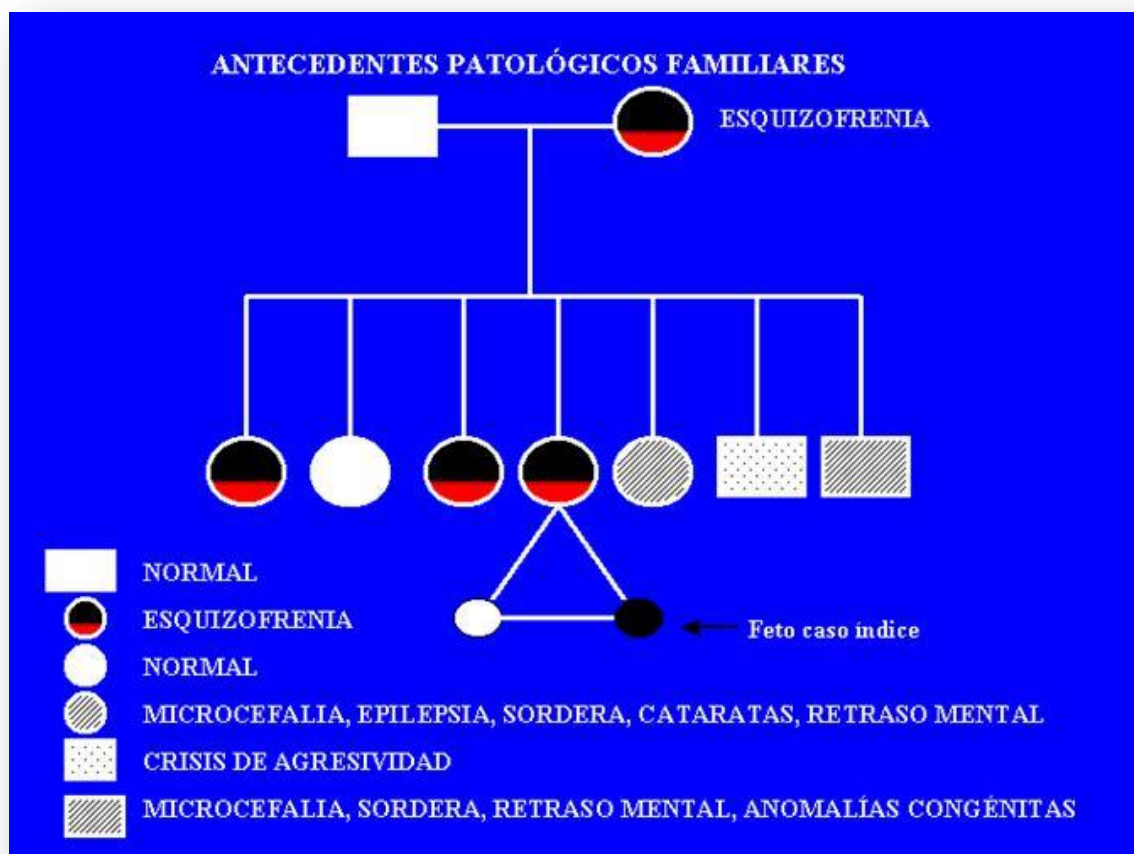 ANTECEDENTES PATOLÓGICOS FAMILIARES
ESQUIZOFRENIA
Feto caso índice
NORMAL
ESQUIZOFRENIA
NORMAL
MICROCEFALIA, EPILEPSIA, SORDERA, CATARATAS, RETRASO MENTAL
CRISIS DE AGRESIVIDAD
MICROCEFALIA, SORDERA, RETRASO MENTAL, ANOMALÍAS CONGÉNITAS